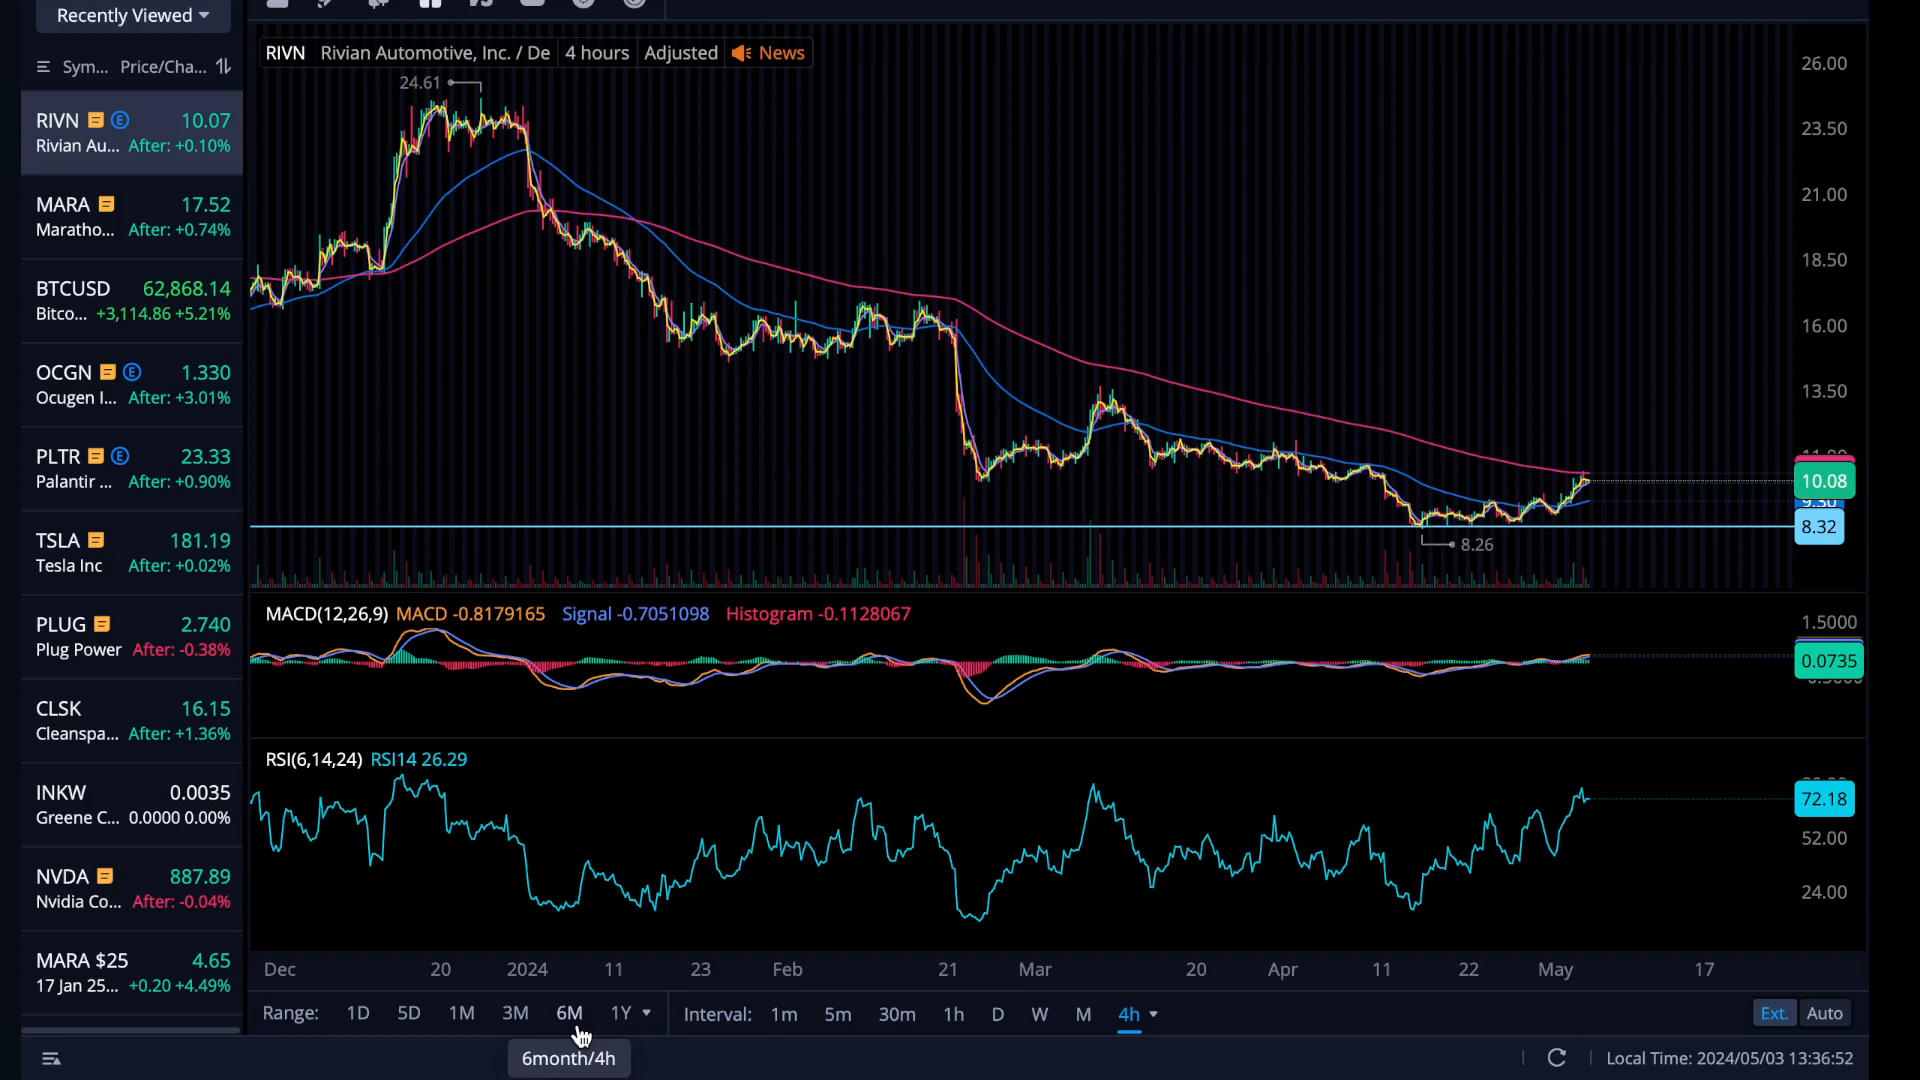 Recently Viewed
Sym... Price/Cha...
RIVN E 10.07
Rivian Au... After: +0.10%
MARA 17.52
Maratho... After: +0.74%
BTCUSD 62,868.14
Bitco... +3,114.86 +5.21%
OCGN E 1.330
Ocugen I... After: +3.01%
PLTR E 23.33
Palantir ... After: +0.90%
TSLA 181.19
Tesla Inc After: +0.02%
PLUG 2.740
Plug Power After: -0.38%
CLSK 16.15
Cleanspa... After: +1.36%
INKW 0.0035
Greene C... 0.0000 0.00%
NVDA 887.89
Nvidia Co... After: -0.04%
MARA $25 4.65
17 Jan 25... +0.20 +4.49%
RIVN Rivian Automotive, Inc. / De 4 hours Adjusted News
24.61
26.00
23.50
21.00
18.50
16.00
13.50
11.00
10.08
9.30
8.32
8.26
MACD(12,26,9) MACD -0.8179165 Signal -0.7051098 Histogram -0.1128067
1.5000
0.0735
RSI(6,14,24) RSI14 26.29
72.18
52.00
24.00
Dec 20 2024 11 23 Feb 21 Mar 20 Apr 11 22 May 17
Range: 1D 5D 1M 3M 6M 1Y Interval: 1m 5m 30m 1h D W M 4h Ext. Auto
6month/4h
Local Time: 2024/05/03 13:36:52